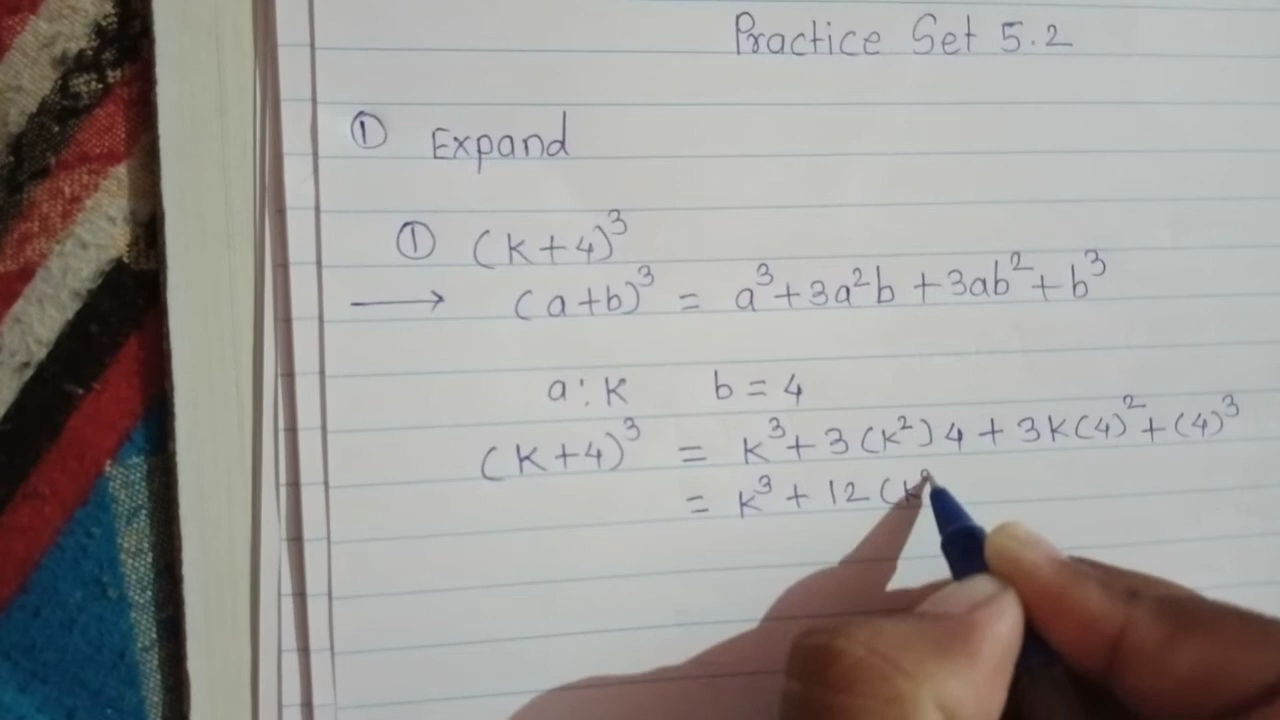 Practice Set 5.2
① Expand
① (k+4)³
→ (a+b)³ = a³+3a²b+3ab²+b³
a:k b=4
(k+4)³ = k³+3(k²)4+3k(4)²+(4)³
= k³+12(k